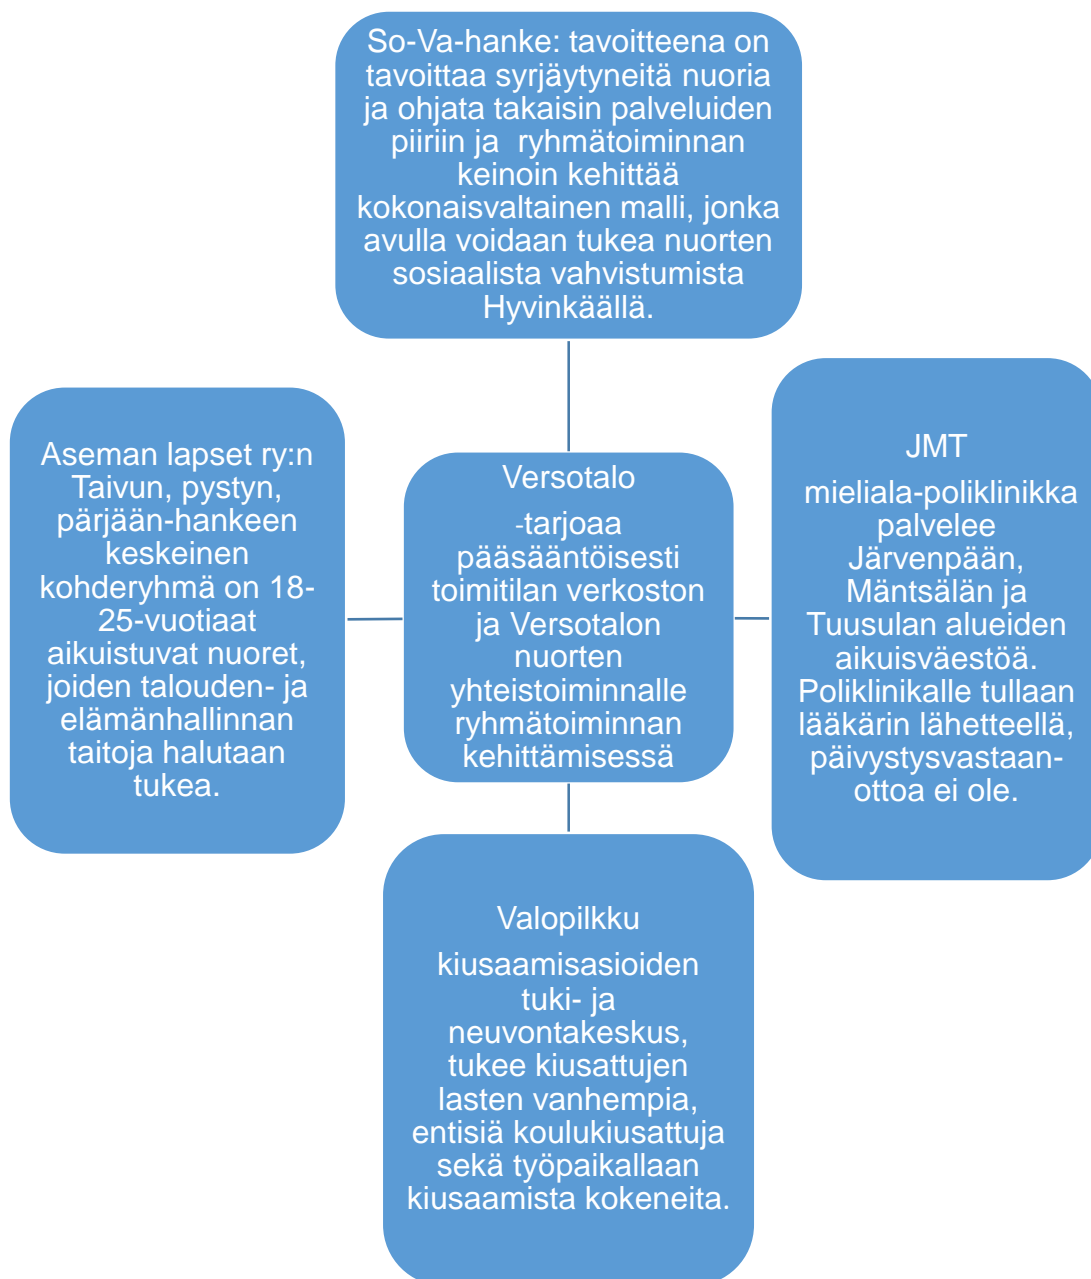 So-Va-hanke: tavoitteena on
tavoittaa syrjäytyneitä nuoria
ja ohjata takaisin palveluiden
piiriin ja ryhmätoiminnan
keinoin kehittää
kokonaisvaltainen malli, jonka
avulla voidaan tukea nuorten
sosiaalista vahvistumista
Hyvinkäällä.
Aseman lapset ry:n
Taivun, pystyn,
pärjään-hankeen
keskeinen
kohderyhmä on 18-
25-vuotiaat
aikuistuvat nuoret,
joiden talouden- ja
elämänhallinnan
taitoja halutaan
tukea.
Versotalo
-tarjoaa
pääsääntöisesti
toimitilan verkoston
ja Versotalon
nuorten
yhteistoiminnalle
ryhmätoiminnan
kehittämisessä
JMT
mieliala-poliklinikka
palvelee
Järvenpään,
Mäntsälän ja
Tuusulan alueiden
aikuisväestöä.
Poliklinikalle tullaan
lääkärin lähetteellä,
päivystysvastaan-
ottoa ei ole.
Valopilkku
kiusaamisasioiden
tuki- ja
neuvontakeskus,
tukee kiusattujen
lasten vanhempia,
entisiä koulukiusattuja
sekä työpaikallaan
kiusaamista kokeneita.